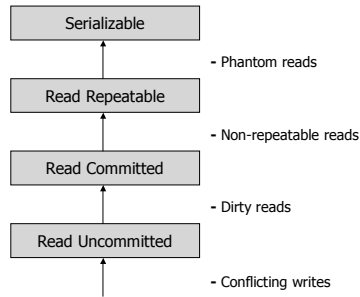 Serializable
- Phantom reads
Read Repeatable
- Non-repeatable reads
Read Committed
- Dirty reads
Read Uncommitted
- Conflicting writes